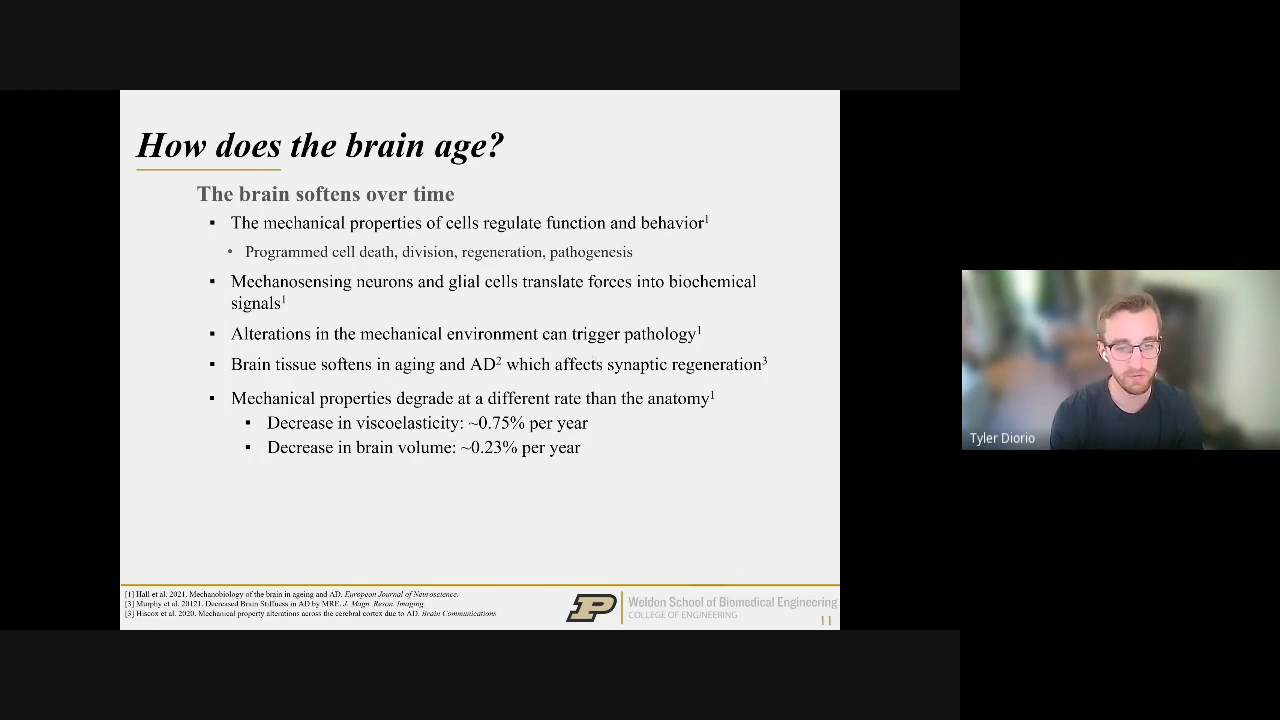 How does the brain age?
The brain softens over time
▪ The mechanical properties of cells regulate function and behavior¹
• Programmed cell death, division, regeneration, pathogenesis
▪ Mechanosensing neurons and glial cells translate forces into biochemical
signals¹
▪ Alterations in the mechanical environment can trigger pathology¹
▪ Brain tissue softens in aging and AD² which affects synaptic regeneration³
▪ Mechanical properties degrade at a different rate than the anatomy¹
▪ Decrease in viscoelasticity: ~0.75% per year
▪ Decrease in brain volume: ~0.23% per year
[1] Hall et al. 2021. Mechanobiology of the brain in ageing and AD. European Journal of Neuroscience.
[3] Murphy et al. 20121. Decreased Brain Stiffness in AD by MRE. J. Magn. Reson. Imaging
[3] Hiscox et al. 2020. Mechanical property alterations across the cerebral cortex due to AD. Brain Communications
P
Weldon School of Biomedical Engineering
COLLEGE OF ENGINEERING
11
Tyler Diorio